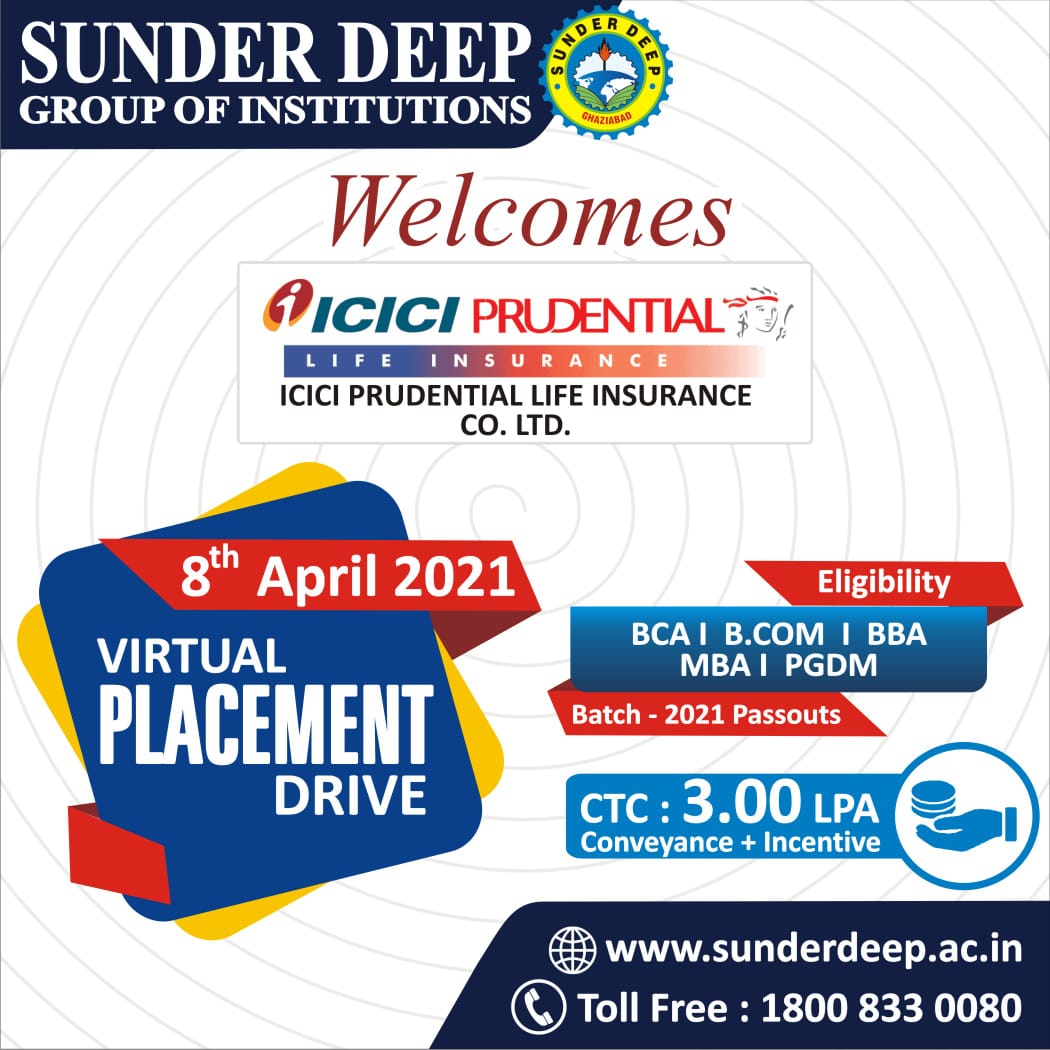 SUNDER DEEP
GROUP OF INSTITUTIONS
SUNDER DEEP
GHAZIABAD
Welcomes
ICICI PRUDENTIAL
LIFE INSURANCE
ICICI PRUDENTIAL LIFE INSURANCE
CO. LTD.
8th April 2021
VIRTUAL
PLACEMENT
DRIVE
Eligibility
BCA I B.COM I BBA
MBA I PGDM
Batch - 2021 Passouts
CTC : 3.00 LPA
Conveyance + Incentive
www.sunderdeep.ac.in
Toll Free : 1800 833 0080